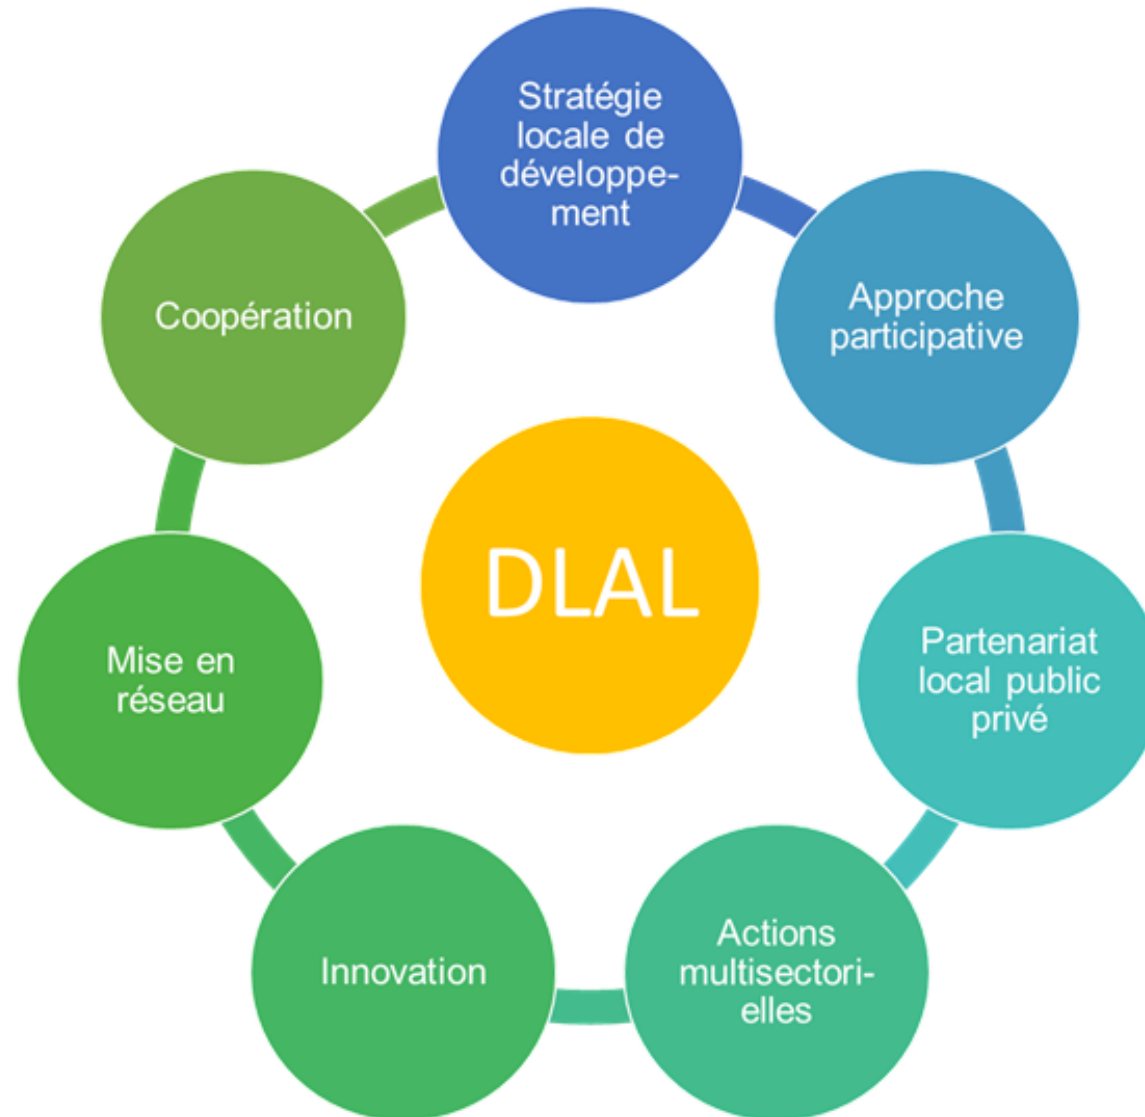 Stratégie
locale de
développe-
ment
Approche
participative
Partenariat
local public
privé
Actions
multisectori-
elles
Innovation
Mise en
réseau
Coopération
DLAL